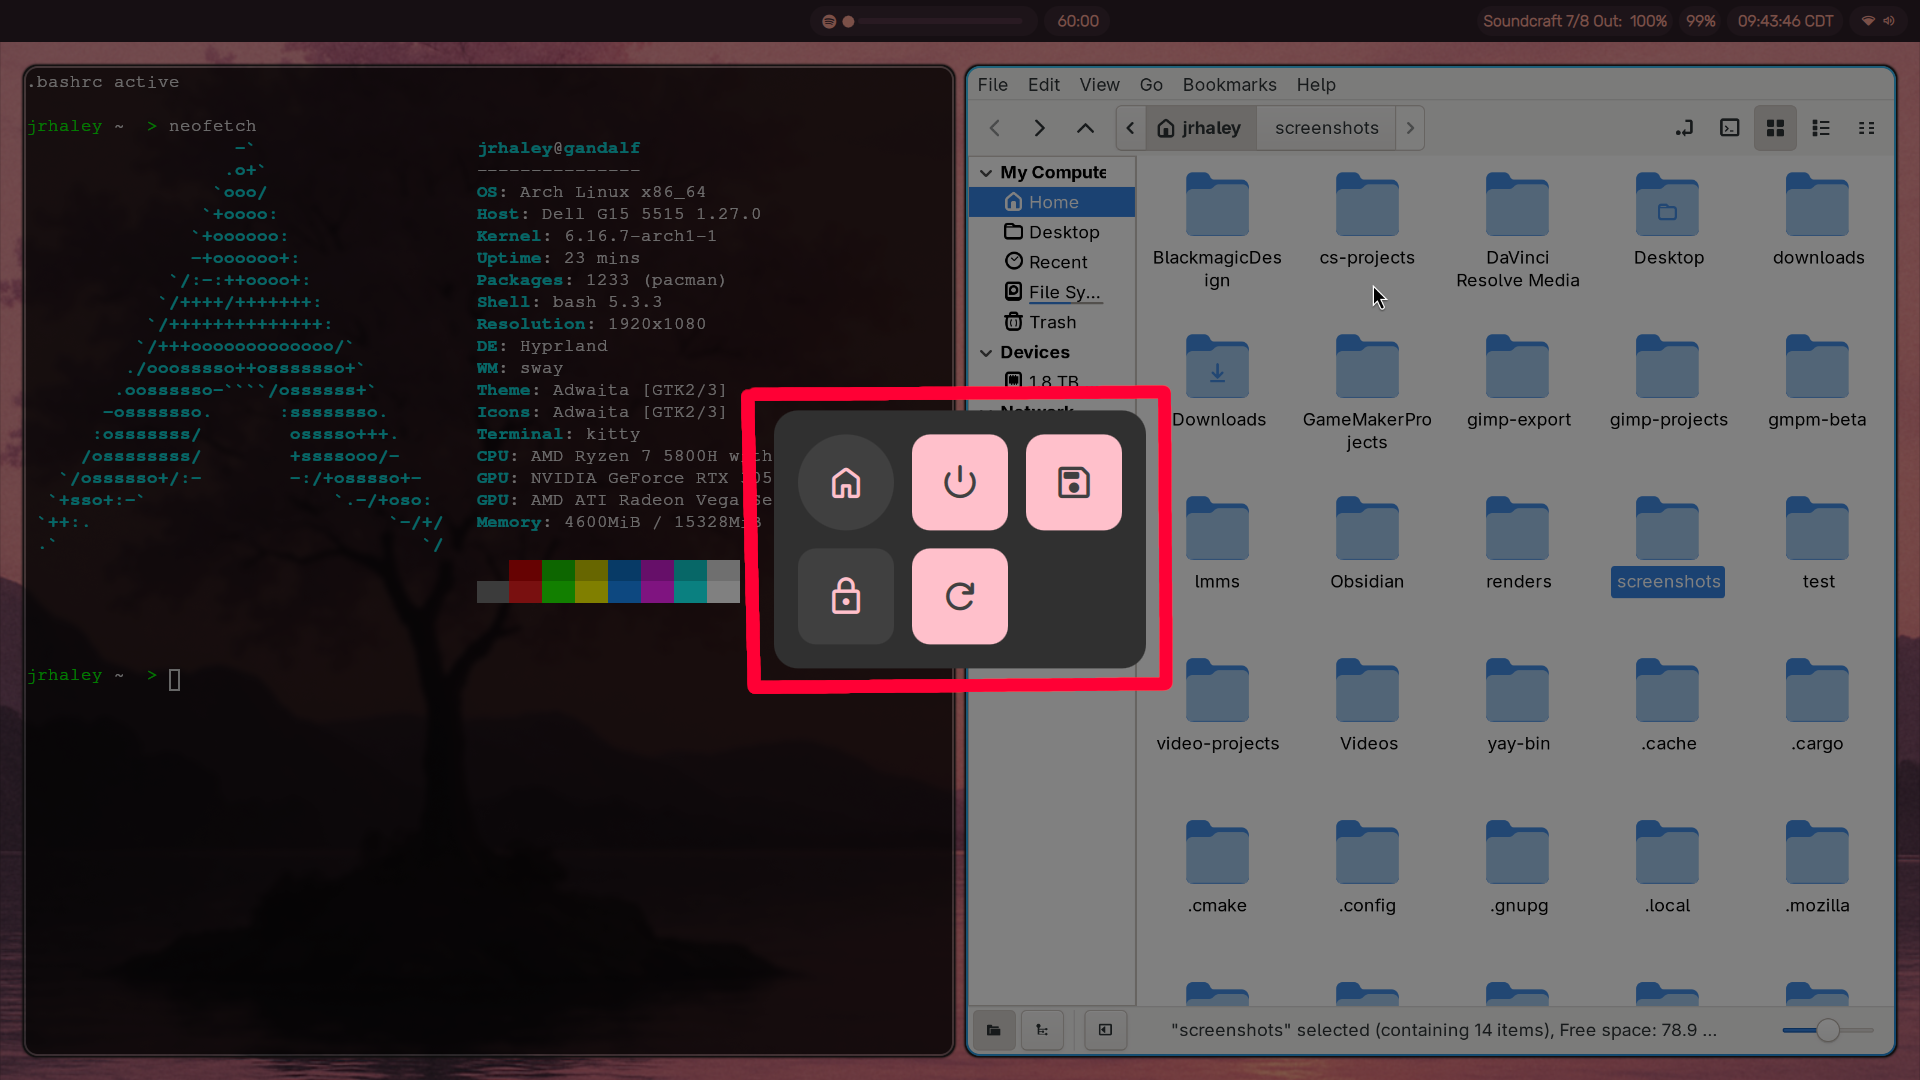 60:00
Soundcraft 7/8 Out: 100%
99%
09:43:46 CDT
.bashrc active
jrhaley ~ > neofetch
jrhaley@gandalf
---------------
OS: Arch Linux x86_64
Host: Dell G15 5515 1.27.0
Kernel: 6.16.7-arch1-1
Uptime: 23 mins
Packages: 1233 (pacman)
Shell: bash 5.3.3
Resolution: 1920x1080
DE: Hyprland
WM: sway
Theme: Adwaita [GTK2/3]
Icons: Adwaita [GTK2/3]
Terminal: kitty
CPU: AMD Ryzen 7 5800H with
GPU: NVIDIA GeForce RTX
GPU: AMD ATI Radeon Vega Se
Memory: 4600MiB / 15328MiB
jrhaley ~ >
File Edit View Go Bookmarks Help
jrhaley screenshots
My Compute
Home
Desktop
Recent
File Sy...
Trash
Devices
1.8 TB
Network
BlackmagicDes
ign
cs-projects
DaVinci
Resolve Media
Desktop
downloads
Downloads
GameMakerPro
jects
gimp-export
gimp-projects
gmpm-beta
lmms
Obsidian
renders
screenshots
test
video-projects
Videos
yay-bin
.cache
.cargo
.cmake
.config
.gnupg
.local
.mozilla
"screenshots" selected (containing 14 items), Free space: 78.9 ...